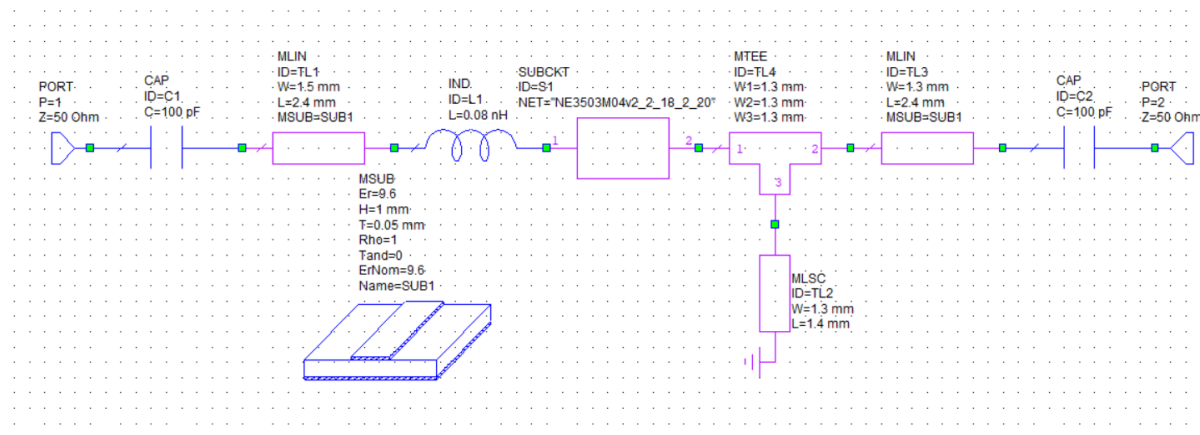 PORT
P=1
Z=50 Ohm
CAP
ID=C1
C=100 pF
MLIN
ID=TL1
W=1.5 mm
L=2.4 mm
MSUB=SUB1
IND
ID=L1
L=0.08 nH
SUBCKT
ID=S1
NET="NE3503M04v2_2_18_2_20"
1
2
MTEE
ID=TL4
W1=1.3 mm
W2=1.3 mm
W3=1.3 mm
1
2
3
MLIN
ID=TL3
W=1.3 mm
L=2.4 mm
MSUB=SUB1
CAP
ID=C2
C=100 pF
PORT
P=2
Z=50 Ohm
MSUB
Er=9.6
H=1 mm
T=0.05 mm
Rho=1
Tand=0
ErNom=9.6
Name=SUB1
MLSC
ID=TL2
W=1.3 mm
L=1.4 mm